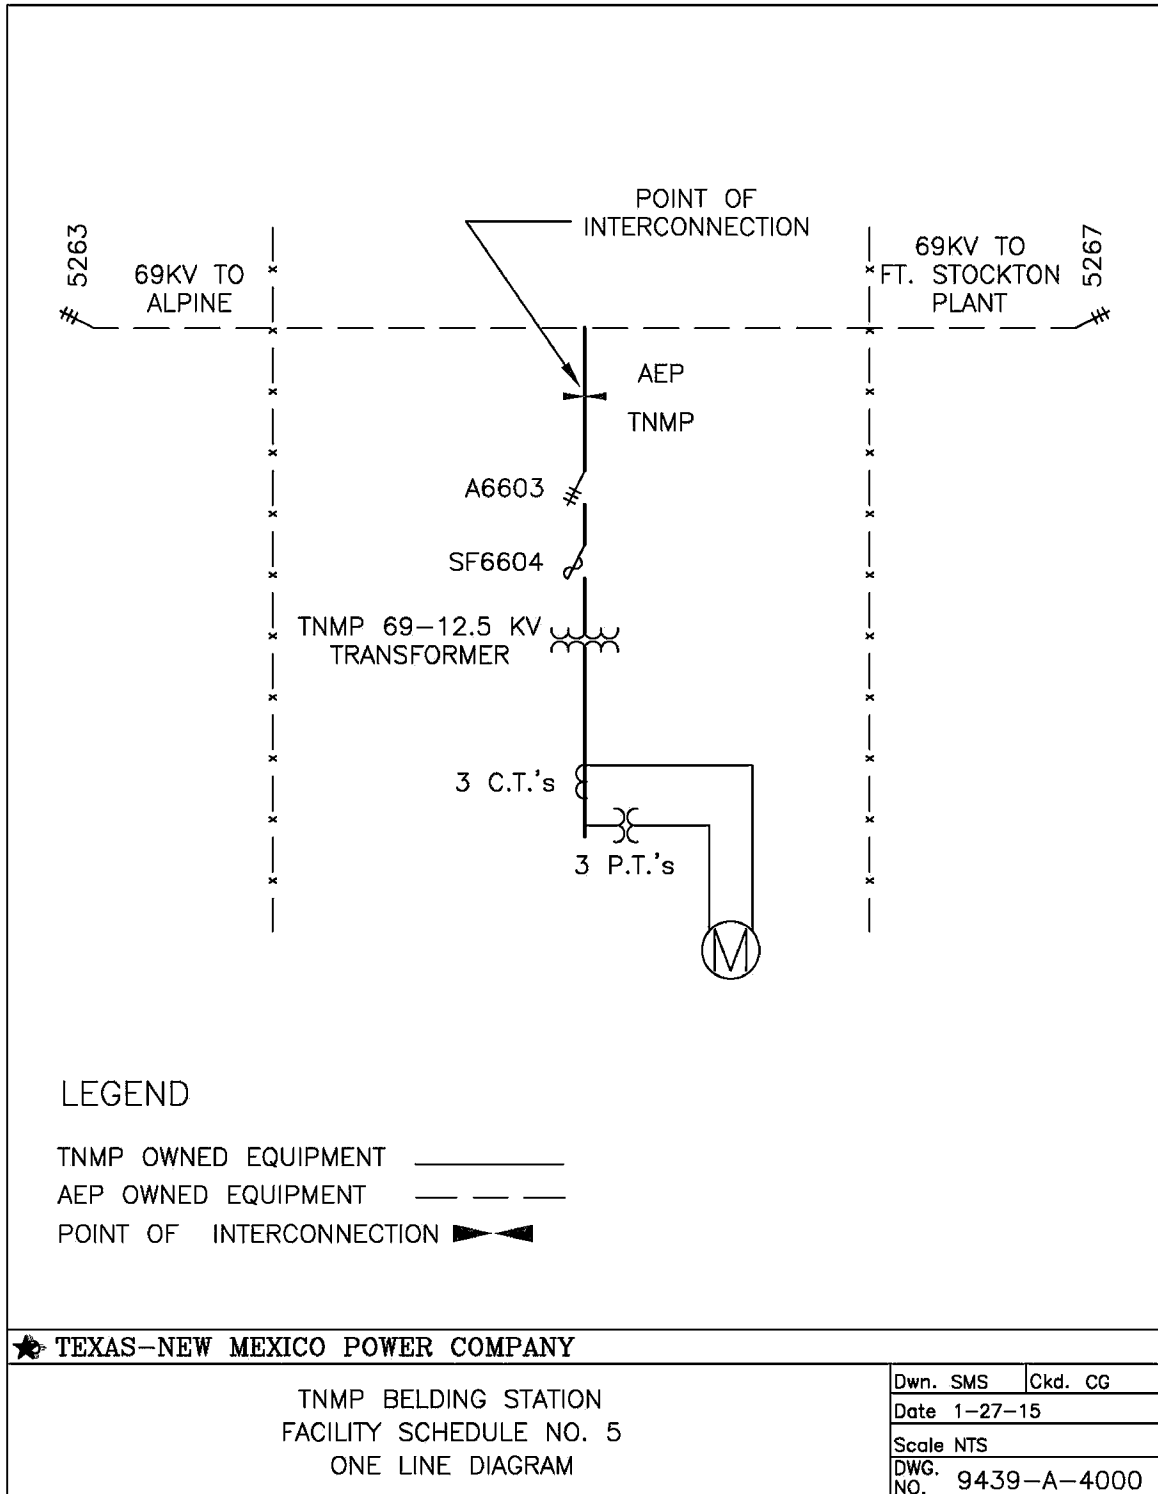 POINT OF
INTERCONNECTION
5263
69KV TO
ALPINE
69KV TO
FT. STOCKTON
PLANT
5267
AEP
TNMP
A6603
SF6604
TNMP 69-12.5 KV
TRANSFORMER
3 C.T.'s
3 P.T.'s
M
LEGEND
TNMP OWNED EQUIPMENT
AEP OWNED EQUIPMENT
POINT OF INTERCONNECTION
TEXAS-NEW MEXICO POWER COMPANY
TNMP BELDING STATION
FACILITY SCHEDULE NO. 5
ONE LINE DIAGRAM
Dwn. SMS Ckd. CG
Date 1-27-15
Scale NTS
DWG. NO. 9439-A-4000